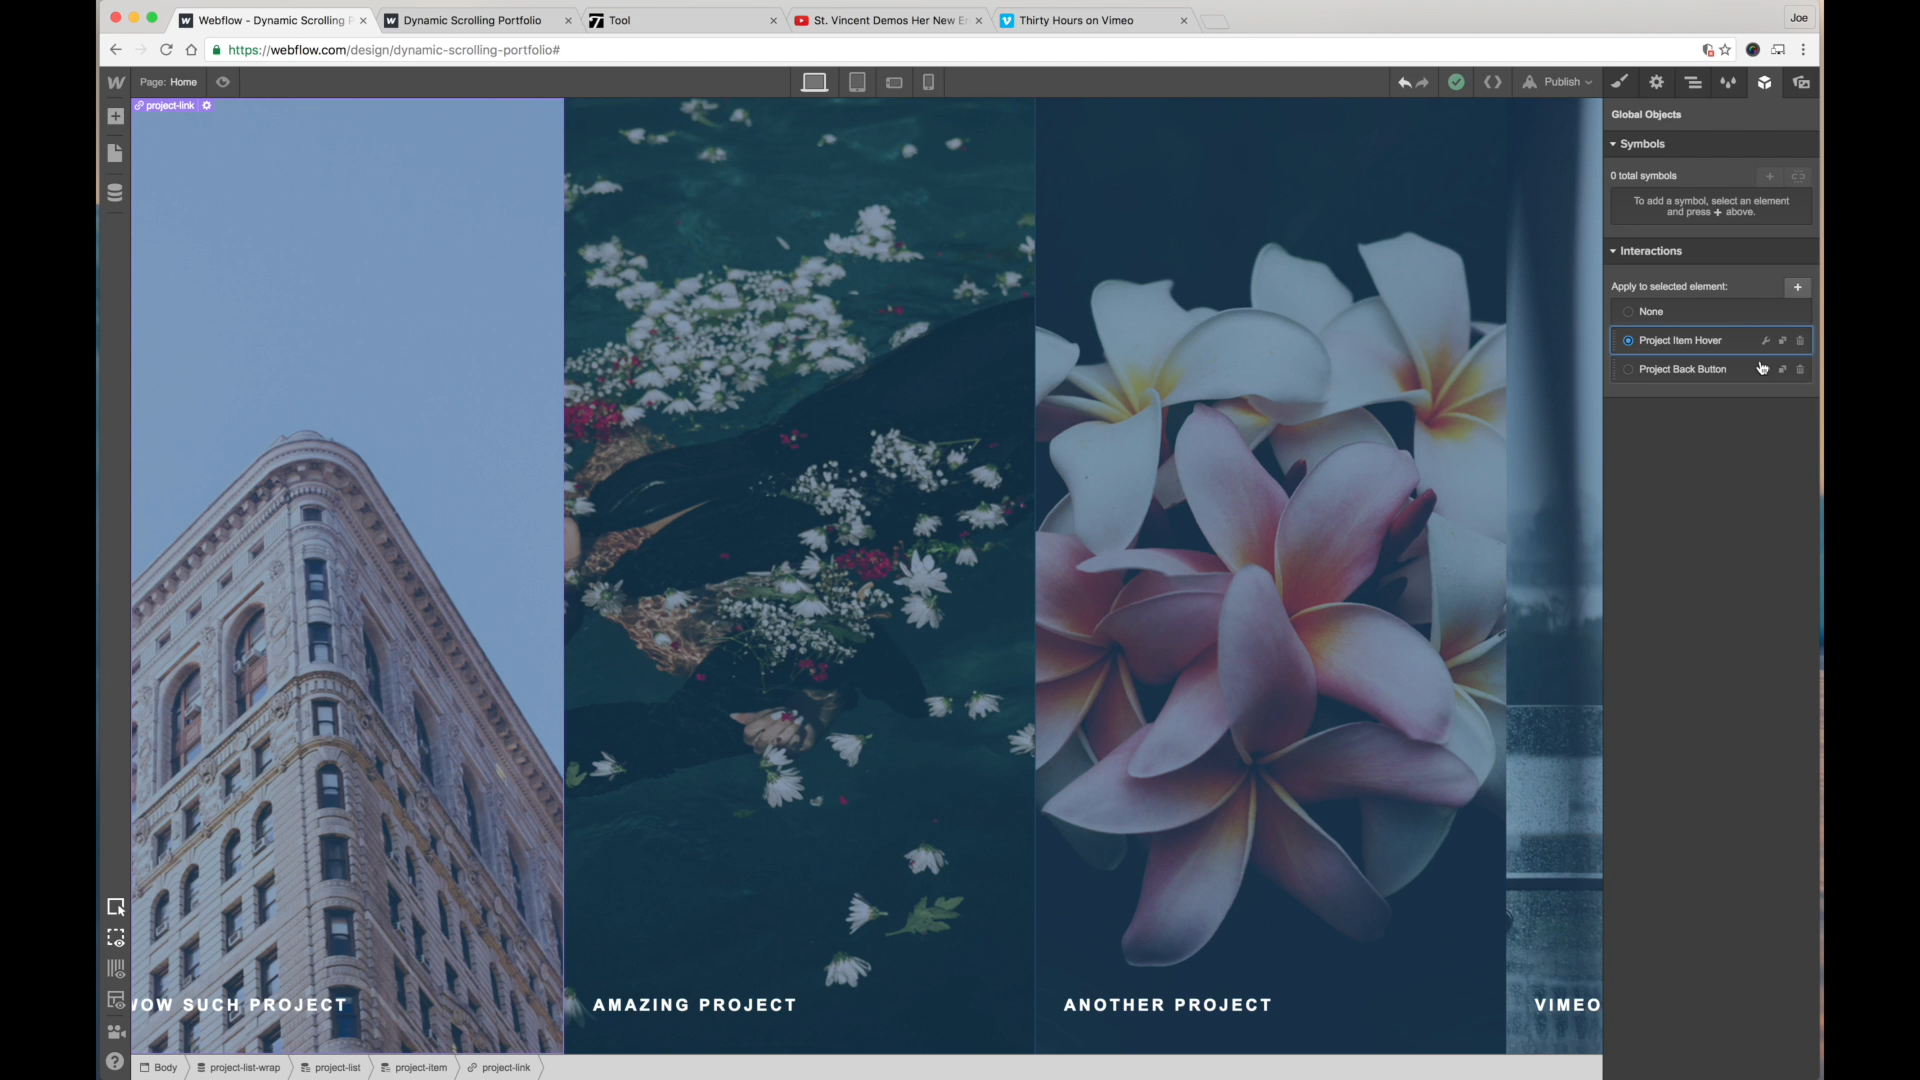 Webflow - Dynamic Scrolling P
Dynamic Scrolling Portfolio
Tool
St. Vincent Demos Her New E
Thirty Hours on Vimeo
Joe
https://webflow.com/design/dynamic-scrolling-portfolio#
Page: Home
Publish
project-link
Global Objects
Symbols
0 total symbols
To add a symbol, select an element
and press + above.
Interactions
Apply to selected element:
None
Project Item Hover
Project Back Button
WOW SUCH PROJECT
AMAZING PROJECT
ANOTHER PROJECT
VIMEO
Body
project-list-wrap
project-list
project-item
project-link